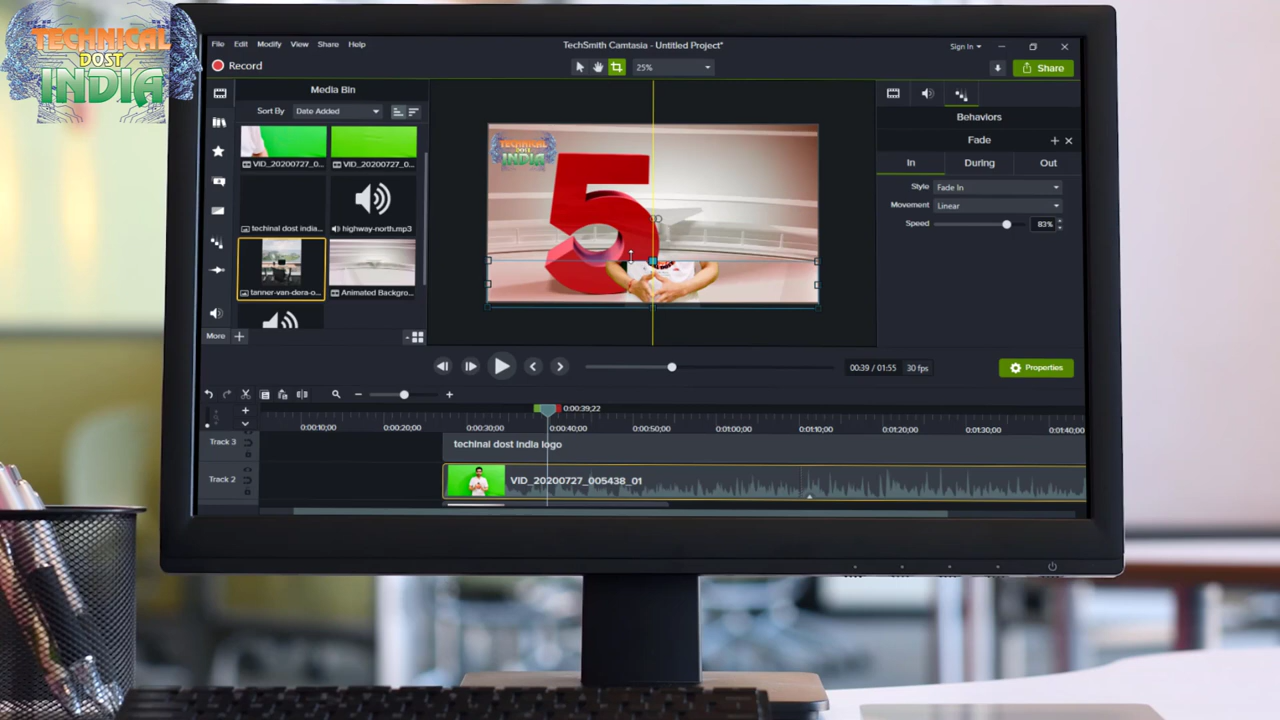 TECHNICAL
DOST
INDIA
File Edit Modify View Share Help
TechSmith Camtasia - Untitled Project*
Sign In
Record
25%
Share
Media Bin
Sort By Date Added
VID_20200727_0...
VID_20200727_0...
techinal dost india...
highway-north.mp3
tanner-van-dera-o...
Animated Backgro...
More
TECHNICAL
DOST
INDIA
5
Behaviors
Fade
In During Out
Style Fade In
Movement Linear
Speed 83%
00:39 / 01:55 30 fps
Properties
0:00:39;22
0:00:10;00 0:00:20;00 0:00:30;00 0:00:40;00 0:00:50;00 0:01:00;00 0:01:10;00 0:01:20;00 0:01:30;00 0:01:40;00
Track 3
techinal dost india logo
Track 2
VID_20200727_005438_01